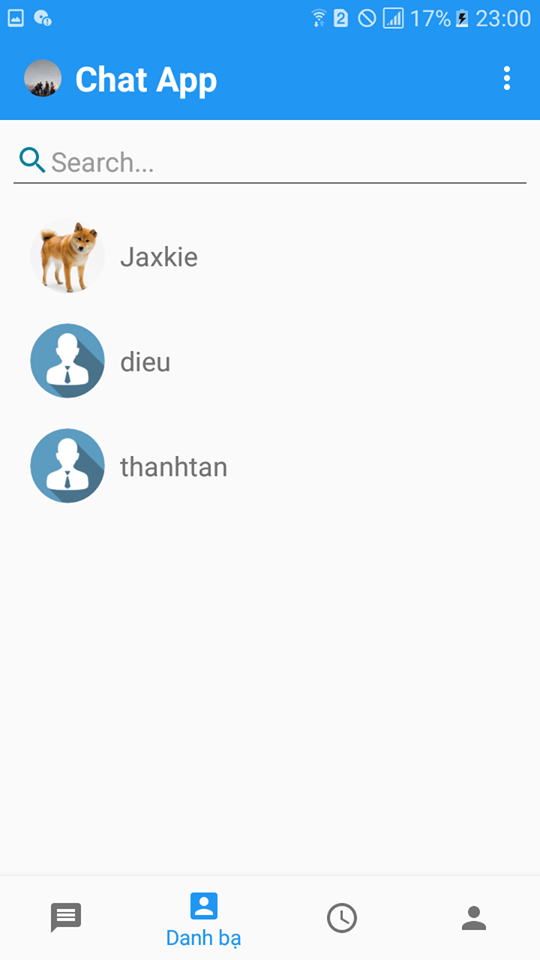 2 17% 23:00
Chat App
Search...
Jaxkie
dieu
thanhtan
Danh bạ